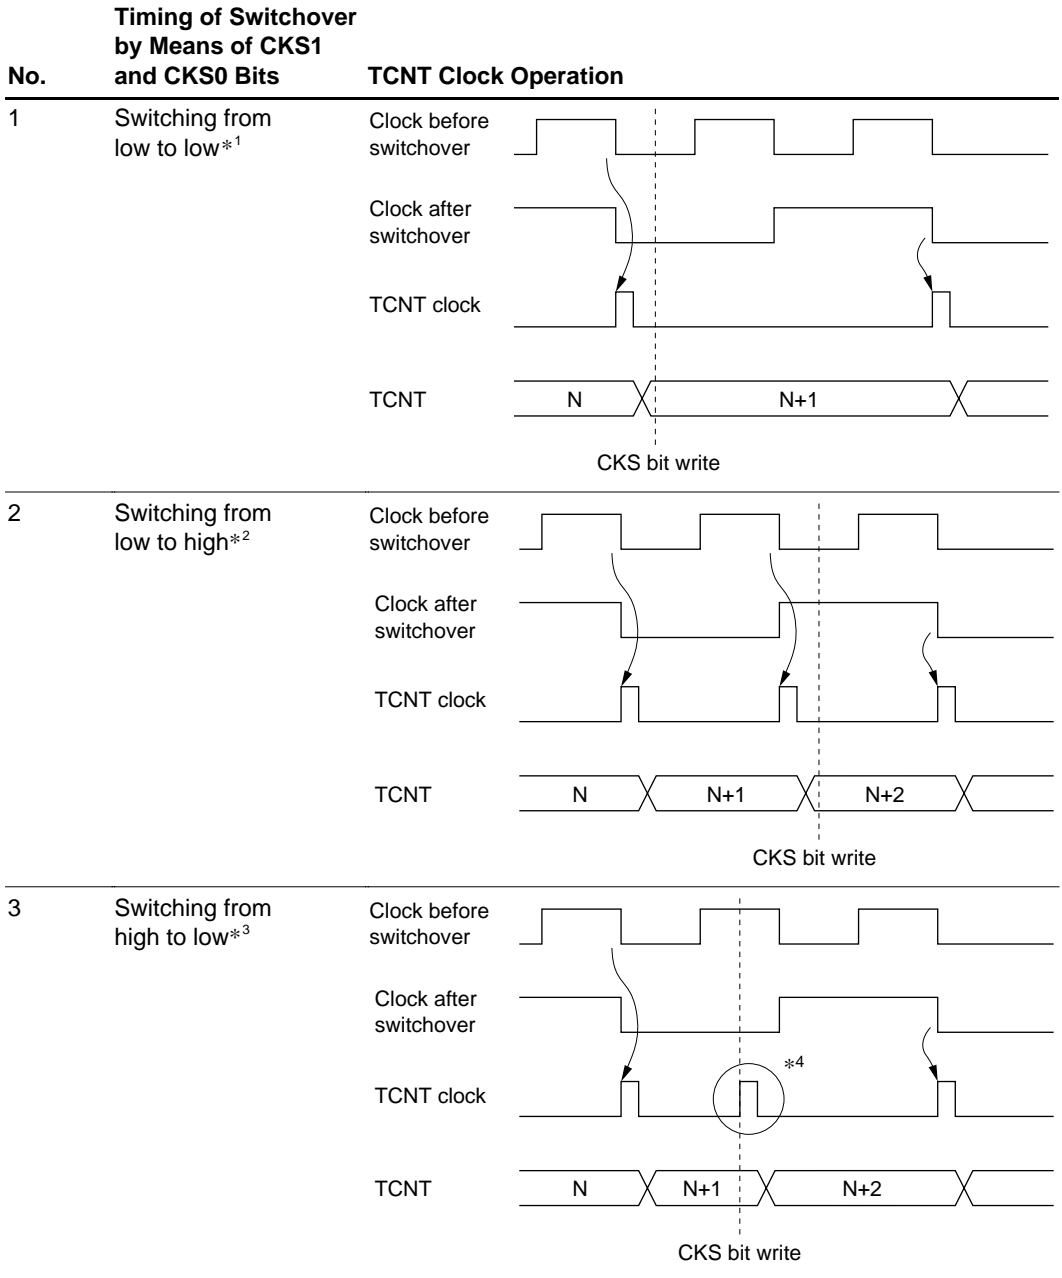 Timing of Switchover
by Means of CKS1
No. and CKS0 Bits TCNT Clock Operation
1 Switching from
low to low*1
Clock before
switchover
Clock after
switchover
TCNT clock
TCNT N N+1
CKS bit write
2 Switching from
low to high*2
Clock before
switchover
Clock after
switchover
TCNT clock
TCNT N N+1 N+2
CKS bit write
3 Switching from
high to low*3
Clock before
switchover
Clock after
switchover
*4
TCNT clock
TCNT N N+1 N+2
CKS bit write